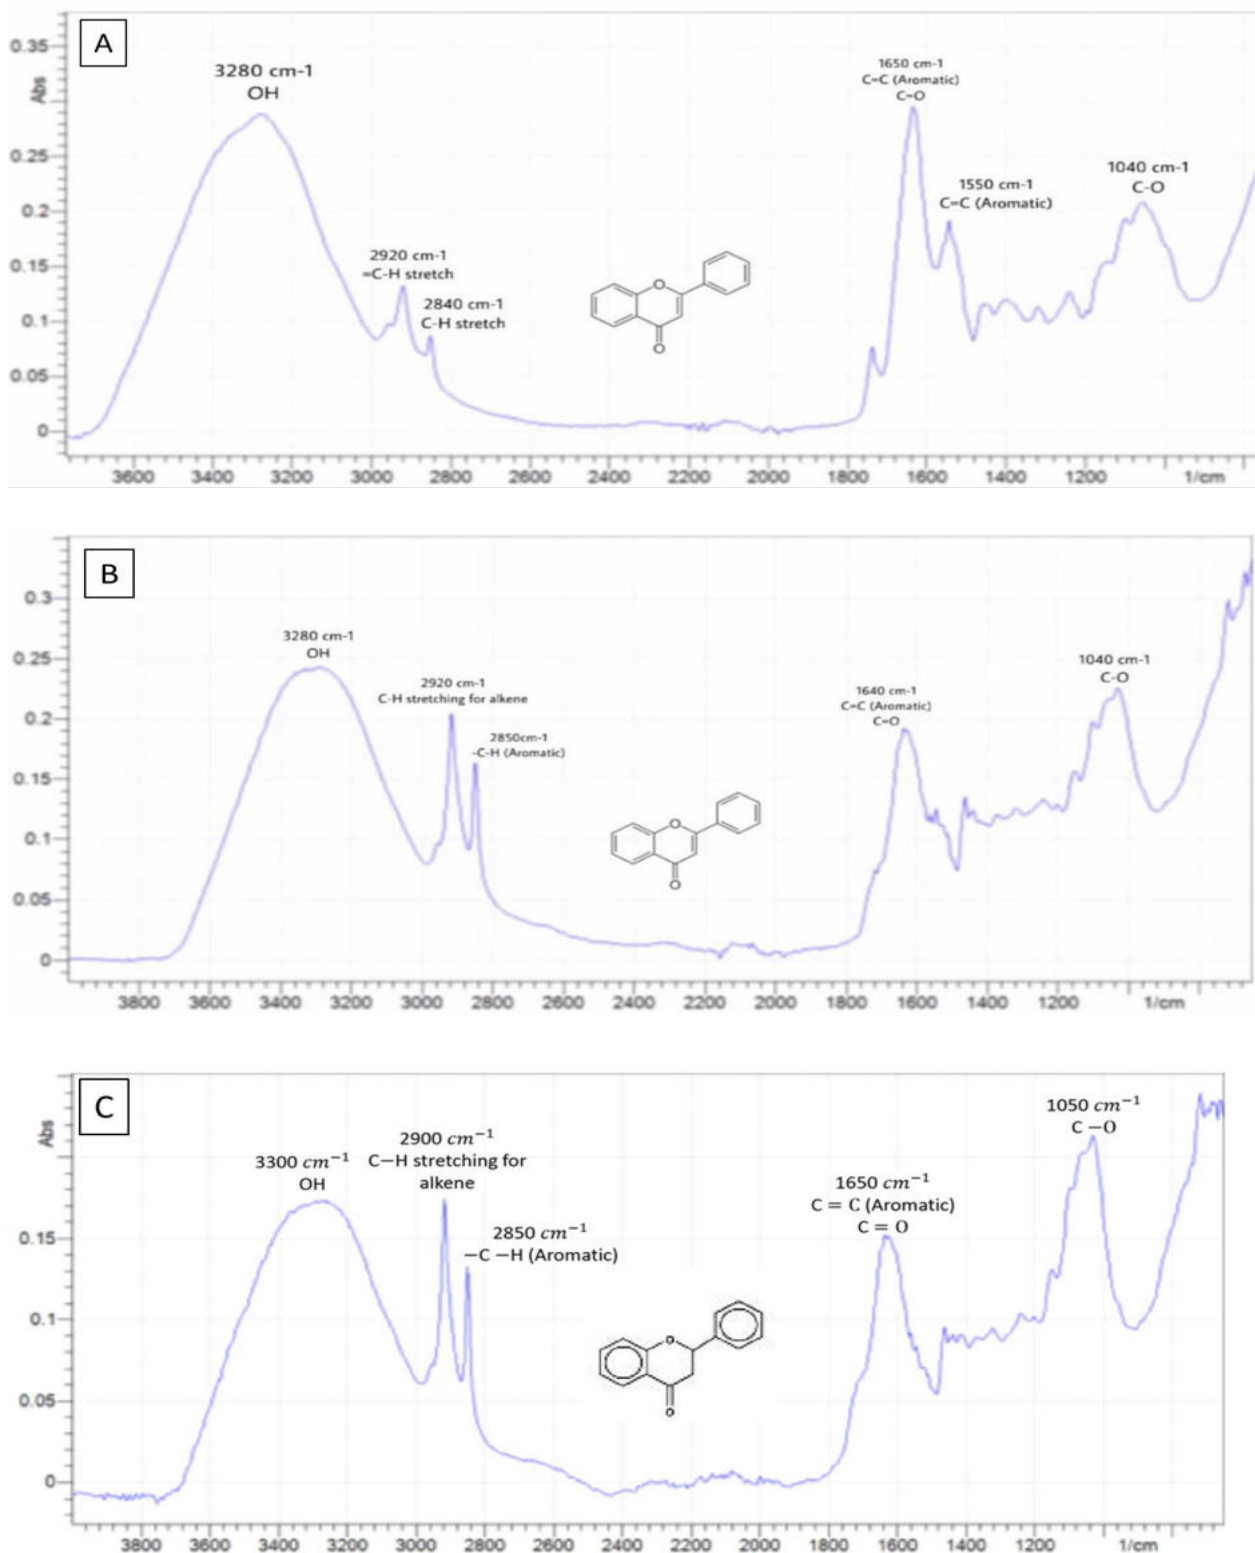 A
3280 cm-1
OH
1650 cm-1
C=C (Aromatic)
C=O
1550 cm-1
C=C (Aromatic)
1040 cm-1
C-O
2920 cm-1
=C-H stretch
2840 cm-1
C-H stretch
O
O
Abs
0.35
0.25
0.2
0.15
0.1
0.05
0
3600 3400 3200 3000 2800 2600 2400 2200 2000 1800 1600 1400 1200 1/cm
B
3280 cm-1
OH
2920 cm-1
C-H stretching for alkene
2850cm-1
-C-H (Aromatic)
1640 cm-1
C=C (Aromatic)
C=O
1040 cm-1
C-O
O
O
0.3
0.25
0.2
0.15
0.1
0.05
0
3800 3600 3400 3200 3000 2800 2600 2400 2200 2000 1800 1600 1400 1200 1/cm
C
3300 cm⁻¹
OH
2900 cm⁻¹
C−H stretching for
alkene
2850 cm⁻¹
−C −H (Aromatic)
1650 cm⁻¹
C = C (Aromatic)
C = O
1050 cm⁻¹
C −O
O
O
Abs
0.15
0.1
0.05
0
3800 3600 3400 3200 3000 2800 2600 2400 2200 2000 1800 1600 1400 1200 1/cm